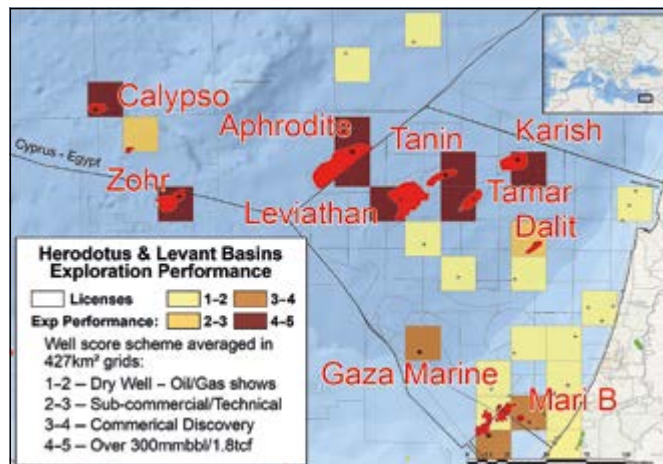 Calypso
Aphrodite
Tanin
Karish
Cyprus - Egypt
Zohr
Leviathan
Tamar
Dalit
Herodotus & Levant Basins
Exploration Performance
Licenses
1–2
3–4
Exp Performance:
2–3
4–5
Well score scheme averaged in
427km² grids:
1–2 – Dry Well – Oil/Gas shows
2–3 – Sub-commercial/Technical
3–4 – Commerical Discovery
4–5 – Over 300mmbbl/1.8tcf
Gaza Marine
Mari B